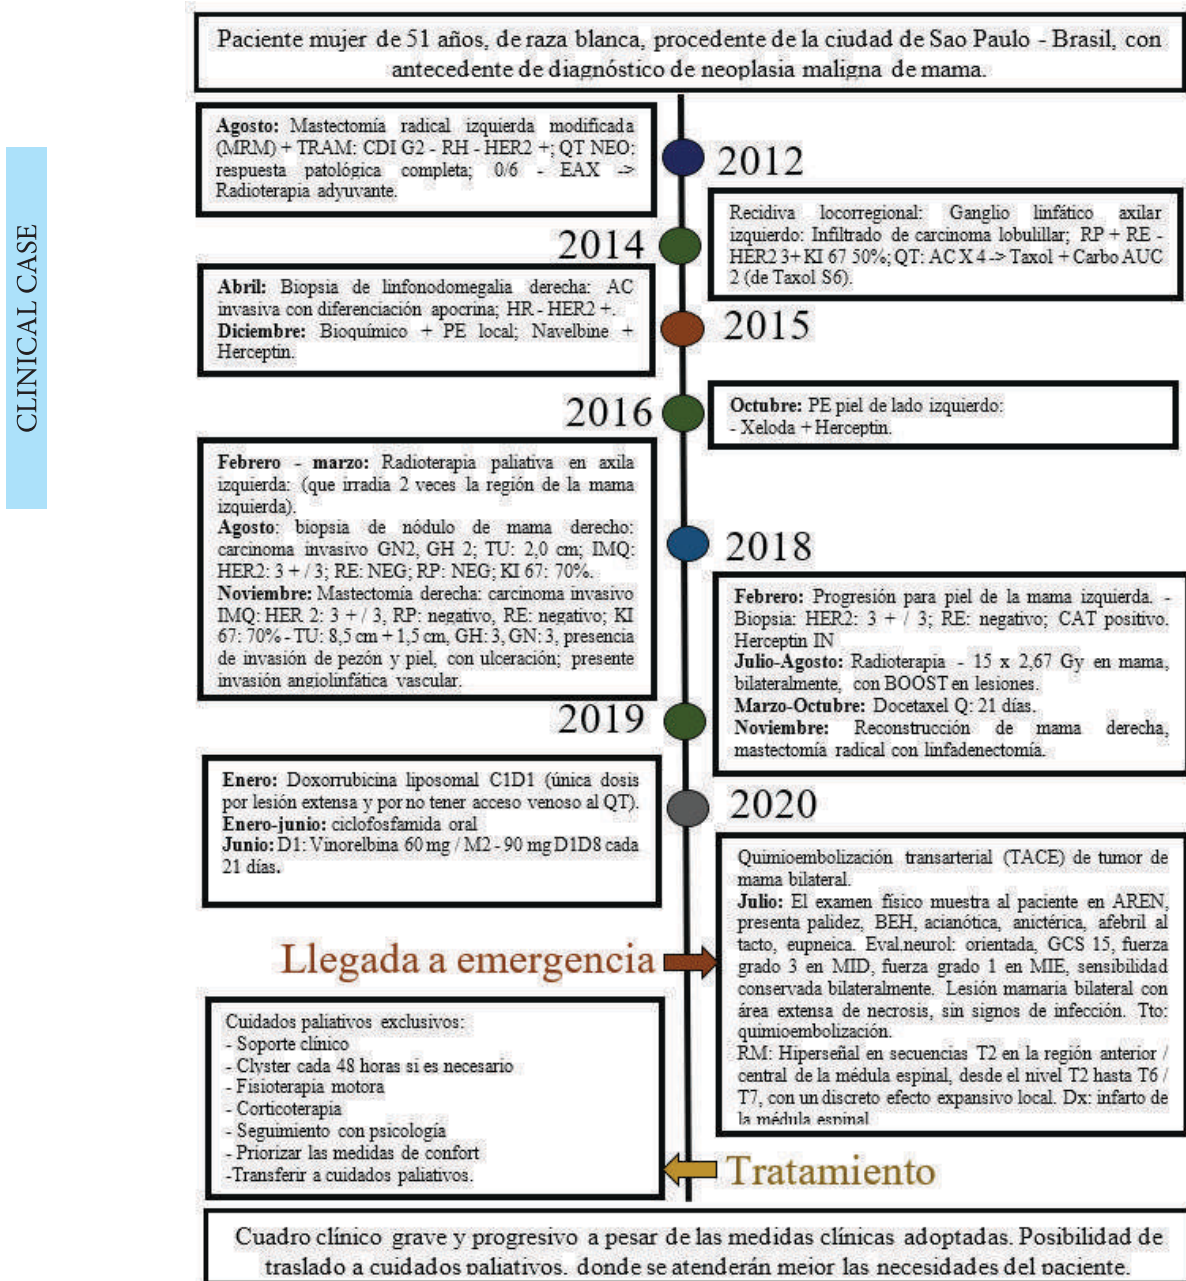 CLINICAL CASE
Paciente mujer de 51 años, de raza blanca, procedente de la ciudad de Sao Paulo - Brasil, con
antecedente de diagnóstico de neoplasia maligna de mama.
Agosto: Mastectomía radical izquierda modificada
(MRM) + TRAM: CDI G2 - RH - HER2 +; QT NEO:
respuesta patológica completa; 0/6 - EAX ->
Radioterapia adyuvante.
2012
Recidiva locorregional: Ganglio linfático axilar
izquierdo: Infiltrado de carcinoma lobulillar; RP + RE -
HER2 3+ KI 67 50%; QT: AC X 4 -> Taxol + Carbo AUC
2 (de Taxol S6).
2014
Abril: Biopsia de linfonodomegalia derecha: AC
invasiva con diferenciación apocrina; HR - HER2 +.
Diciembre: Bioquímico + PE local; Navelbine +
Herceptin.
2015
2016
Octubre: PE piel de lado izquierdo:
- Xeloda + Herceptin.
Febrero - marzo: Radioterapia paliativa en axila
izquierda: (que irradia 2 veces la región de la mama
izquierda).
Agosto: biopsia de nódulo de mama derecho:
carcinoma invasivo GN2, GH 2; TU: 2,0 cm; IMQ:
HER2: 3 + / 3; RE: NEG; RP: NEG; KI 67: 70%.
Noviembre: Mastectomía derecha: carcinoma invasivo
IMQ: HER 2: 3 + / 3, RP: negativo, RE: negativo; KI
67: 70% - TU: 8,5 cm + 1,5 cm, GH: 3, GN: 3, presencia
de invasión de pezón y piel, con ulceración; presente
invasión angiolinfática vascular.
2018
Febrero: Progresión para piel de la mama izquierda. -
Biopsia: HER2: 3 + / 3; RE: negativo; CAT positivo.
Herceptin IN
Julio-Agosto: Radioterapia - 15 x 2,67 Gy en mama,
bilateralmente, con BOOST en lesiones.
Marzo-Octubre: Docetaxel Q: 21 días.
Noviembre: Reconstrucción de mama derecha,
mastectomía radical con linfadenectomía.
2019
Enero: Doxorrubicina liposomal C1D1 (única dosis
por lesión extensa y por no tener acceso venoso al QT).
Enero-junio: ciclofosfamida oral
Junio: D1: Vinorelbina 60 mg / M2 - 90 mg D1D8 cada
21 días.
2020
Quimioembolización transarterial (TACE) de tumor de
mama bilateral.
Julio: El examen físico muestra al paciente en AREN,
presenta palidez, BEH, acianótica, anictérica, afebril al
tacto, eupneica. Eval.neurol: orientada, GCS 15, fuerza
grado 3 en MID, fuerza grado 1 en MIE, sensibilidad
conservada bilateralmente. Lesión mamaria bilateral con
área extensa de necrosis, sin signos de infección. Tto:
quimioembolización.
RM: Hiperseñal en secuencias T2 en la región anterior /
central de la médula espinal, desde el nivel T2 hasta T6 /
T7, con un discreto efecto expansivo local. Dx: infarto de
la médula espinal
Llegada a emergencia
Cuidados paliativos exclusivos:
- Soporte clínico
- Clyster cada 48 horas si es necesario
- Fisioterapia motora
- Corticoterapia
- Seguimiento con psicología
- Priorizar las medidas de confort
-Transferir a cuidados paliativos.
Tratamiento
Cuadro clínico grave y progresivo a pesar de las medidas clínicas adoptadas. Posibilidad de
traslado a cuidados paliativos, donde se atenderán mejor las necesidades del paciente.